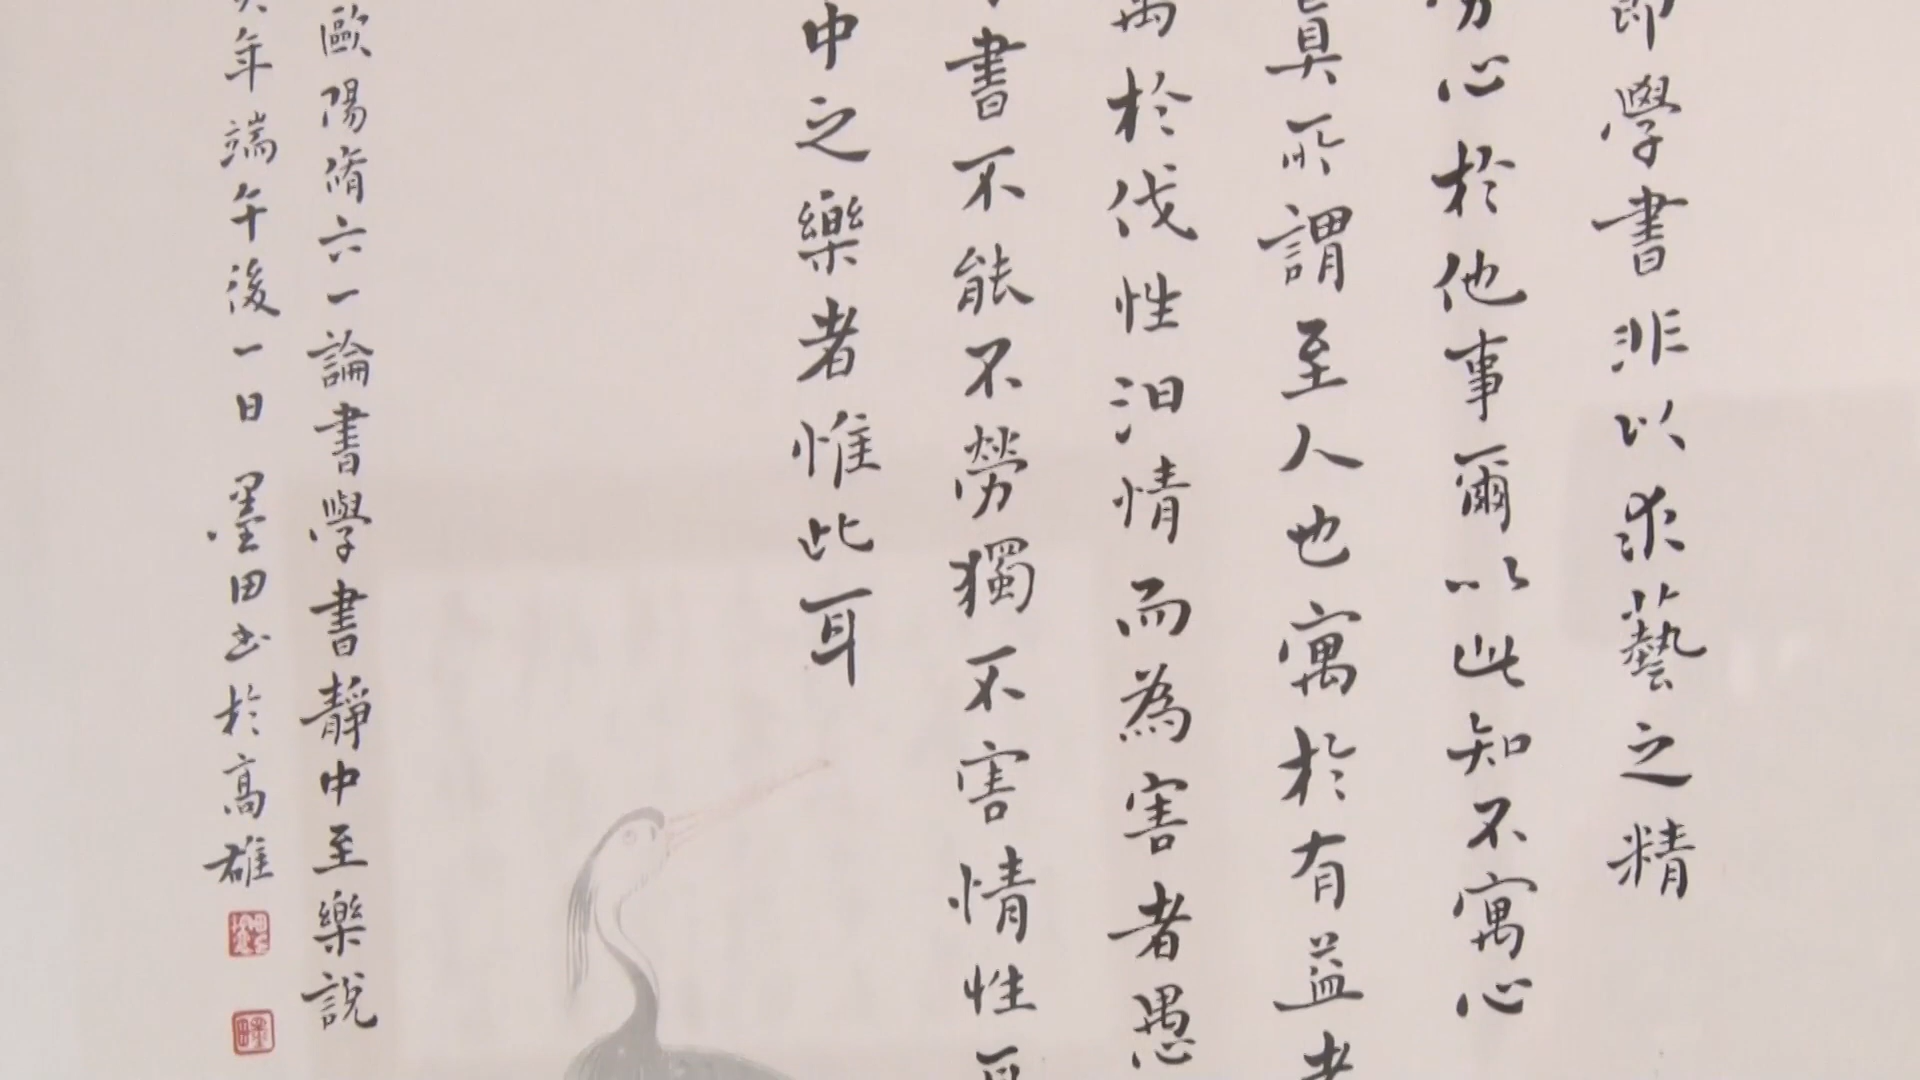 即學書非以求藝之精
勞心於他事爾以此知不寓心
真所謂至人也寓於有益者
寓於伐性汩情而為害者愚
書不能不勞獨不害情性耳
中之樂者惟此耳
歐陽脩六一論書學書靜中至樂說
年端午後一日 墨田書於高雄